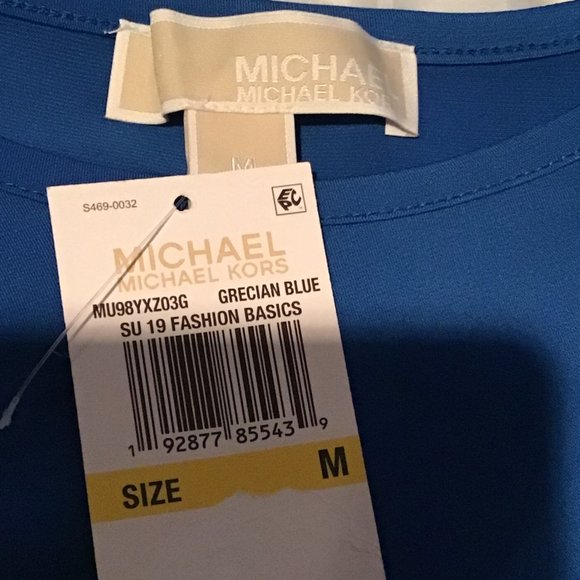 MICHAEL
MICHAEL KORS
M
S469-0032
EPC
MICHAEL
MICHAEL KORS
MU98YXZ03G GRECIAN BLUE
SU 19 FASHION BASICS
1 92877 85543 9
SIZE M